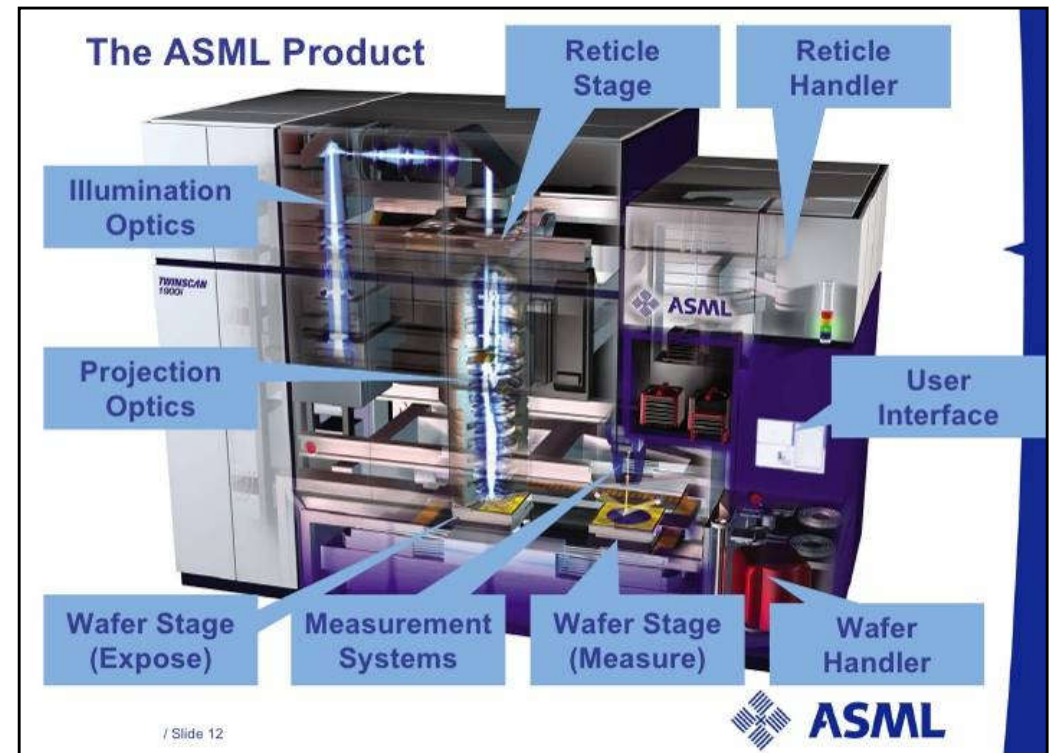 The ASML Product
Reticle
Stage
Reticle
Handler
Illumination
Optics
TWINSCAN
1900i
ASML
Projection
Optics
User
Interface
Wafer Stage
(Expose)
Measurement
Systems
Wafer Stage
(Measure)
Wafer
Handler
/ Slide 12
ASML